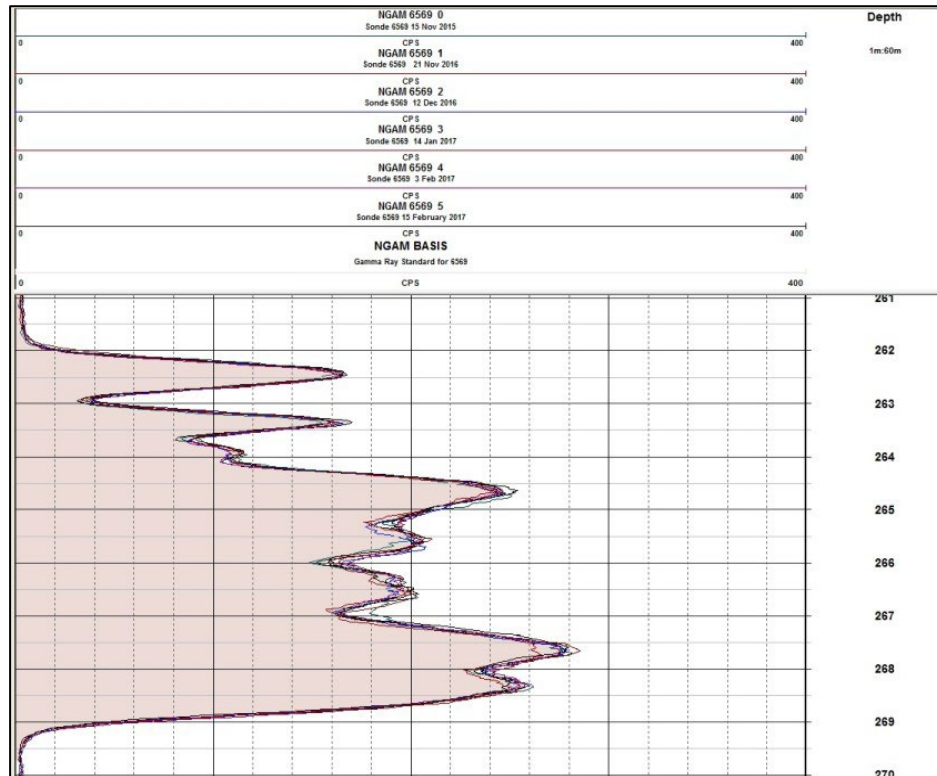 NGAM 6569 0
Depth
Sonde 6569 15 Nov 2015
0 CPS 400
NGAM 6569 1
1m:60m
Sonde 6569 21 Nov 2016
0 CPS 400
NGAM 6569 2
Sonde 6569 12 Dec 2016
0 CPS 400
NGAM 6569 3
Sonde 6569 14 Jan 2017
0 CPS 400
NGAM 6569 4
Sonde 6569 3 Feb 2017
0 CPS 400
NGAM 6569 5
Sonde 6569 15 February 2017
0 CPS 400
NGAM BASIS
Gamma Ray Standard for 6569
0 CPS 400
261
262
263
264
265
266
267
268
269
270